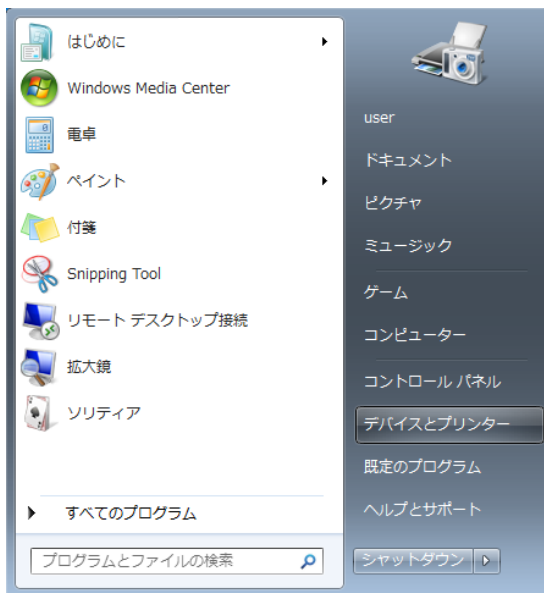 はじめに
Windows Media Center
電卓
ペイント
付箋
Snipping Tool
リモート デスクトップ接続
拡大鏡
ソリティア
すべてのプログラム
プログラムとファイルの検索
user
ドキュメント
ピクチャ
ミュージック
ゲーム
コンピューター
コントロール パネル
デバイスとプリンター
既定のプログラム
ヘルプとサポート
シャットダウン